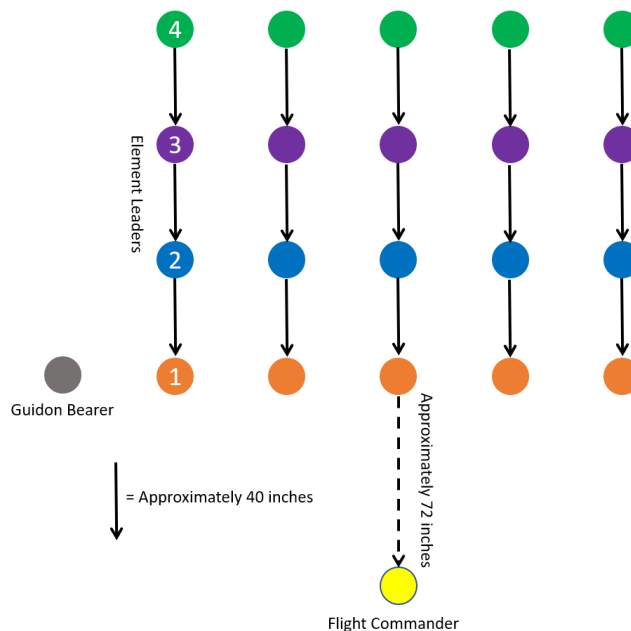 4
3
Element Leaders
2
1
Guidon Bearer
Approximately 72 inches
= Approximately 40 inches
Flight Commander